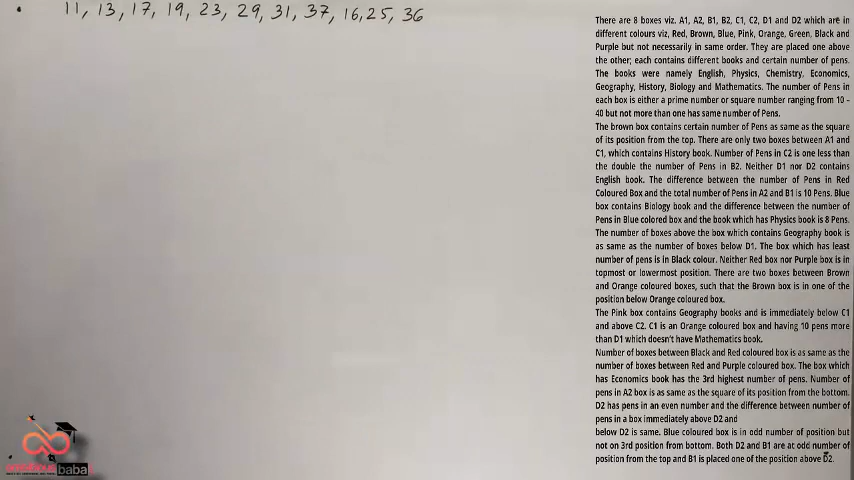 11, 13, 17, 19, 23, 29, 31, 37, 16, 25, 36
There are 8 boxes viz. A1, A2, B1, B2, C1, C2, D1 and D2 which are in
different colours viz, Red, Brown, Blue, Pink, Orange, Green, Black and
Purple but not necessarily in same order. They are placed one above
the other; each contains different books and certain number of pens.
The books were namely English, Physics, Chemistry, Economics,
Geography, History, Biology and Mathematics. The number of Pens in
each box is either a prime number or square number ranging from 10 –
40 but not more than one has same number of Pens.
The brown box contains certain number of Pens as same as the square
of its position from the top. There are only two boxes between A1 and
C1, which contains History book. Number of Pens in C2 is one less than
the double the number of Pens in B2. Neither D1 nor D2 contains
English book. The difference between the number of Pens in Red
Coloured Box and the total number of Pens in A2 and B1 is 10 Pens. Blue
box contains Biology book and the difference between the number of
Pens in Blue colored box and the book which has Physics book is 8 Pens.
The number of boxes above the box which contains Geography book is
as same as the number of boxes below D1. The box which has least
number of pens is in Black colour. Neither Red box nor Purple box is in
topmost or lowermost position. There are two boxes between Brown
and Orange coloured boxes, such that the Brown box is in one of the
position below Orange coloured box.
The Pink box contains Geography books and is immediately below C1
and above C2. C1 is an Orange coloured box and having 10 pens more
than D1 which doesn't have Mathematics book.
Number of boxes between Black and Red coloured box is as same as the
number of boxes between Red and Purple coloured box. The box which
has Economics book has the 3rd highest number of pens. Number of
pens in A2 box is as same as the square of its position from the bottom.
D2 has pens in an even number and the difference between number of
pens in a box immediately above D2 and
below D2 is same. Blue coloured box is in odd number of position but
not on 3rd position from bottom. Both D2 and B1 are at odd number of
position from the top and B1 is placed one of the position above D2.
baba